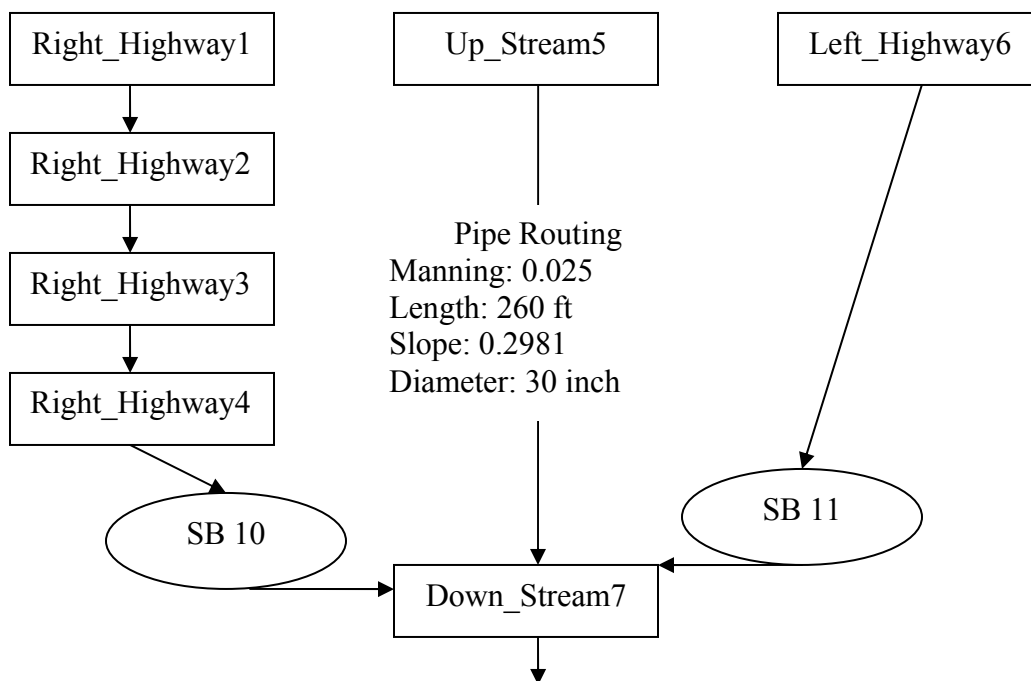 Right_Highway1
Up_Stream5
Left_Highway6
Right_Highway2
Right_Highway3
Right_Highway4
Pipe Routing
Manning: 0.025
Length: 260 ft
Slope: 0.2981
Diameter: 30 inch
SB 10
SB 11
Down_Stream7